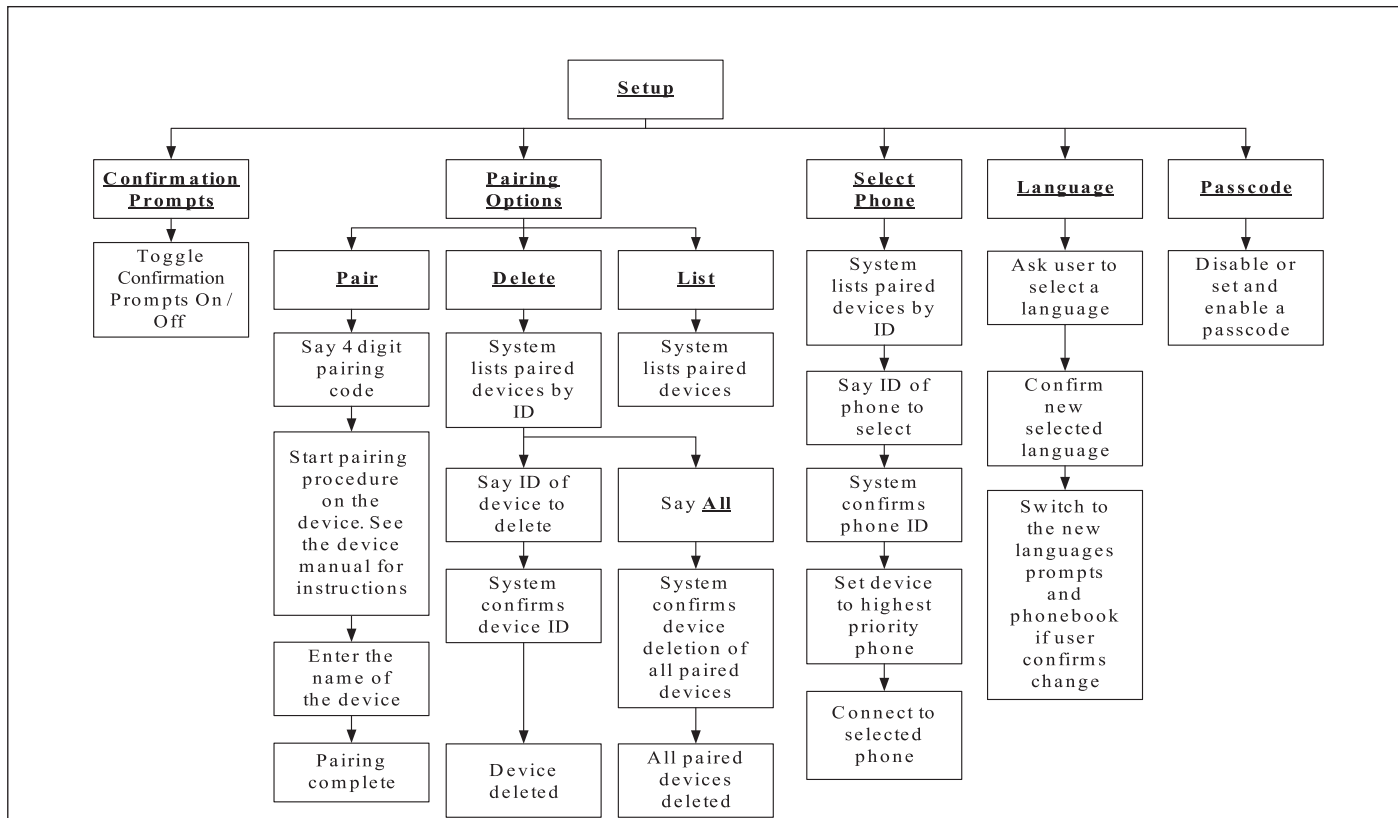 Setup
Confirmation
Prompts
Toggle
Confirmation
Prompts On /
Off
Pairing
Options
Pair
Say 4 digit
pairing
code
Start pairing
procedure
on the
device. See
the device
manual for
instructions
Enter the
name of
the device
Pairing
complete
Delete
System
lists paired
devices by
ID
Say ID of
device to
delete
System
confirms
device ID
Device
deleted
Say All
System
confirms
device
deletion of
all paired
devices
All paired
devices
deleted
List
System
lists paired
devices
Select
Phone
System
lists paired
devices by
ID
Say ID of
phone to
select
System
confirms
phone ID
Set device
to highest
priority
phone
Connect to
selected
phone
Language
Ask user to
select a
language
Confirm
new
selected
language
Switch to
the new
languages
prompts
and
phonebook
if user
confirms
change
Passcode
Disable or
set and
enable a
passcode